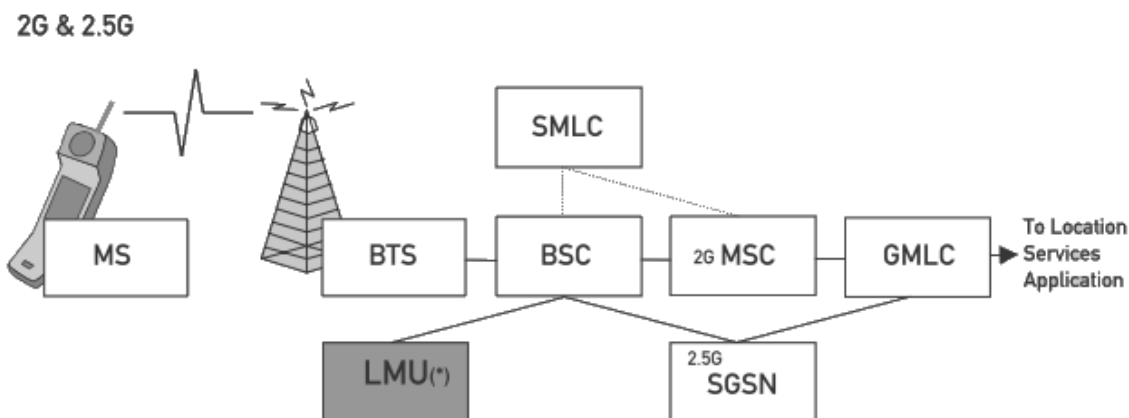 2G & 2.5G
SMLC
MS
BTS
BSC
2G MSC
GMLC
To Location
Services
Application
LMU(*)
2.5G
SGSN